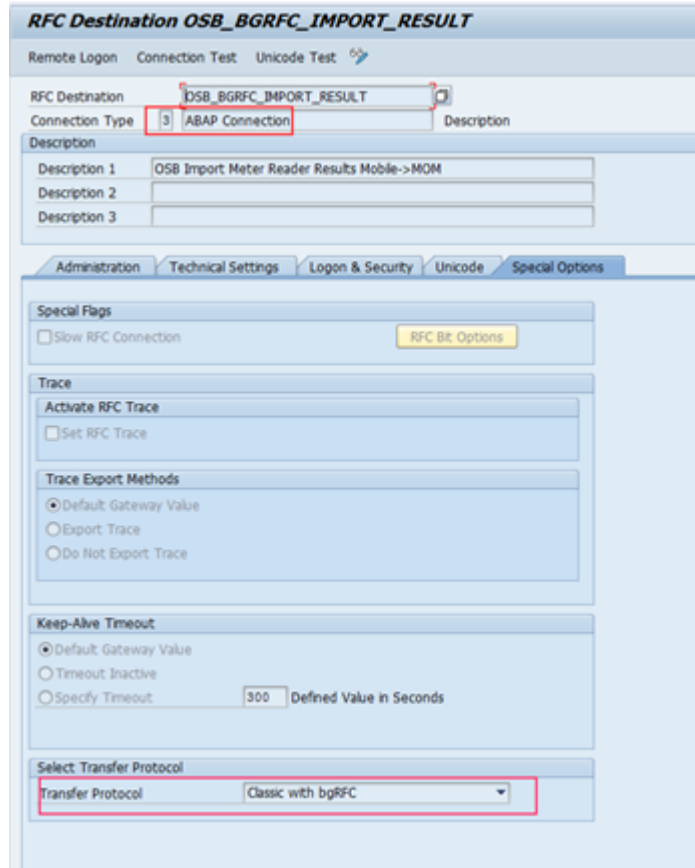 RFC Destination OSB_BGRFC_IMPORT_RESULT
Remote Logon Connection Test Unicode Test
RFC Destination OSB_BGRFC_IMPORT_RESULT
Connection Type 3 ABAP Connection Description
Description
Description 1 OSB Import Meter Reader Results Mobile->MOM
Description 2
Description 3
Administration Technical Settings Logon & Security Unicode Special Options
Special Flags
Slow RFC Connection RFC Bit Options
Trace
Activate RFC Trace
Set RFC Trace
Trace Export Methods
Default Gateway Value
Export Trace
Do Not Export Trace
Keep-Alive Timeout
Default Gateway Value
Timeout Inactive
Specify Timeout 300 Defined Value in Seconds
Select Transfer Protocol
Transfer Protocol Classic with bgRFC